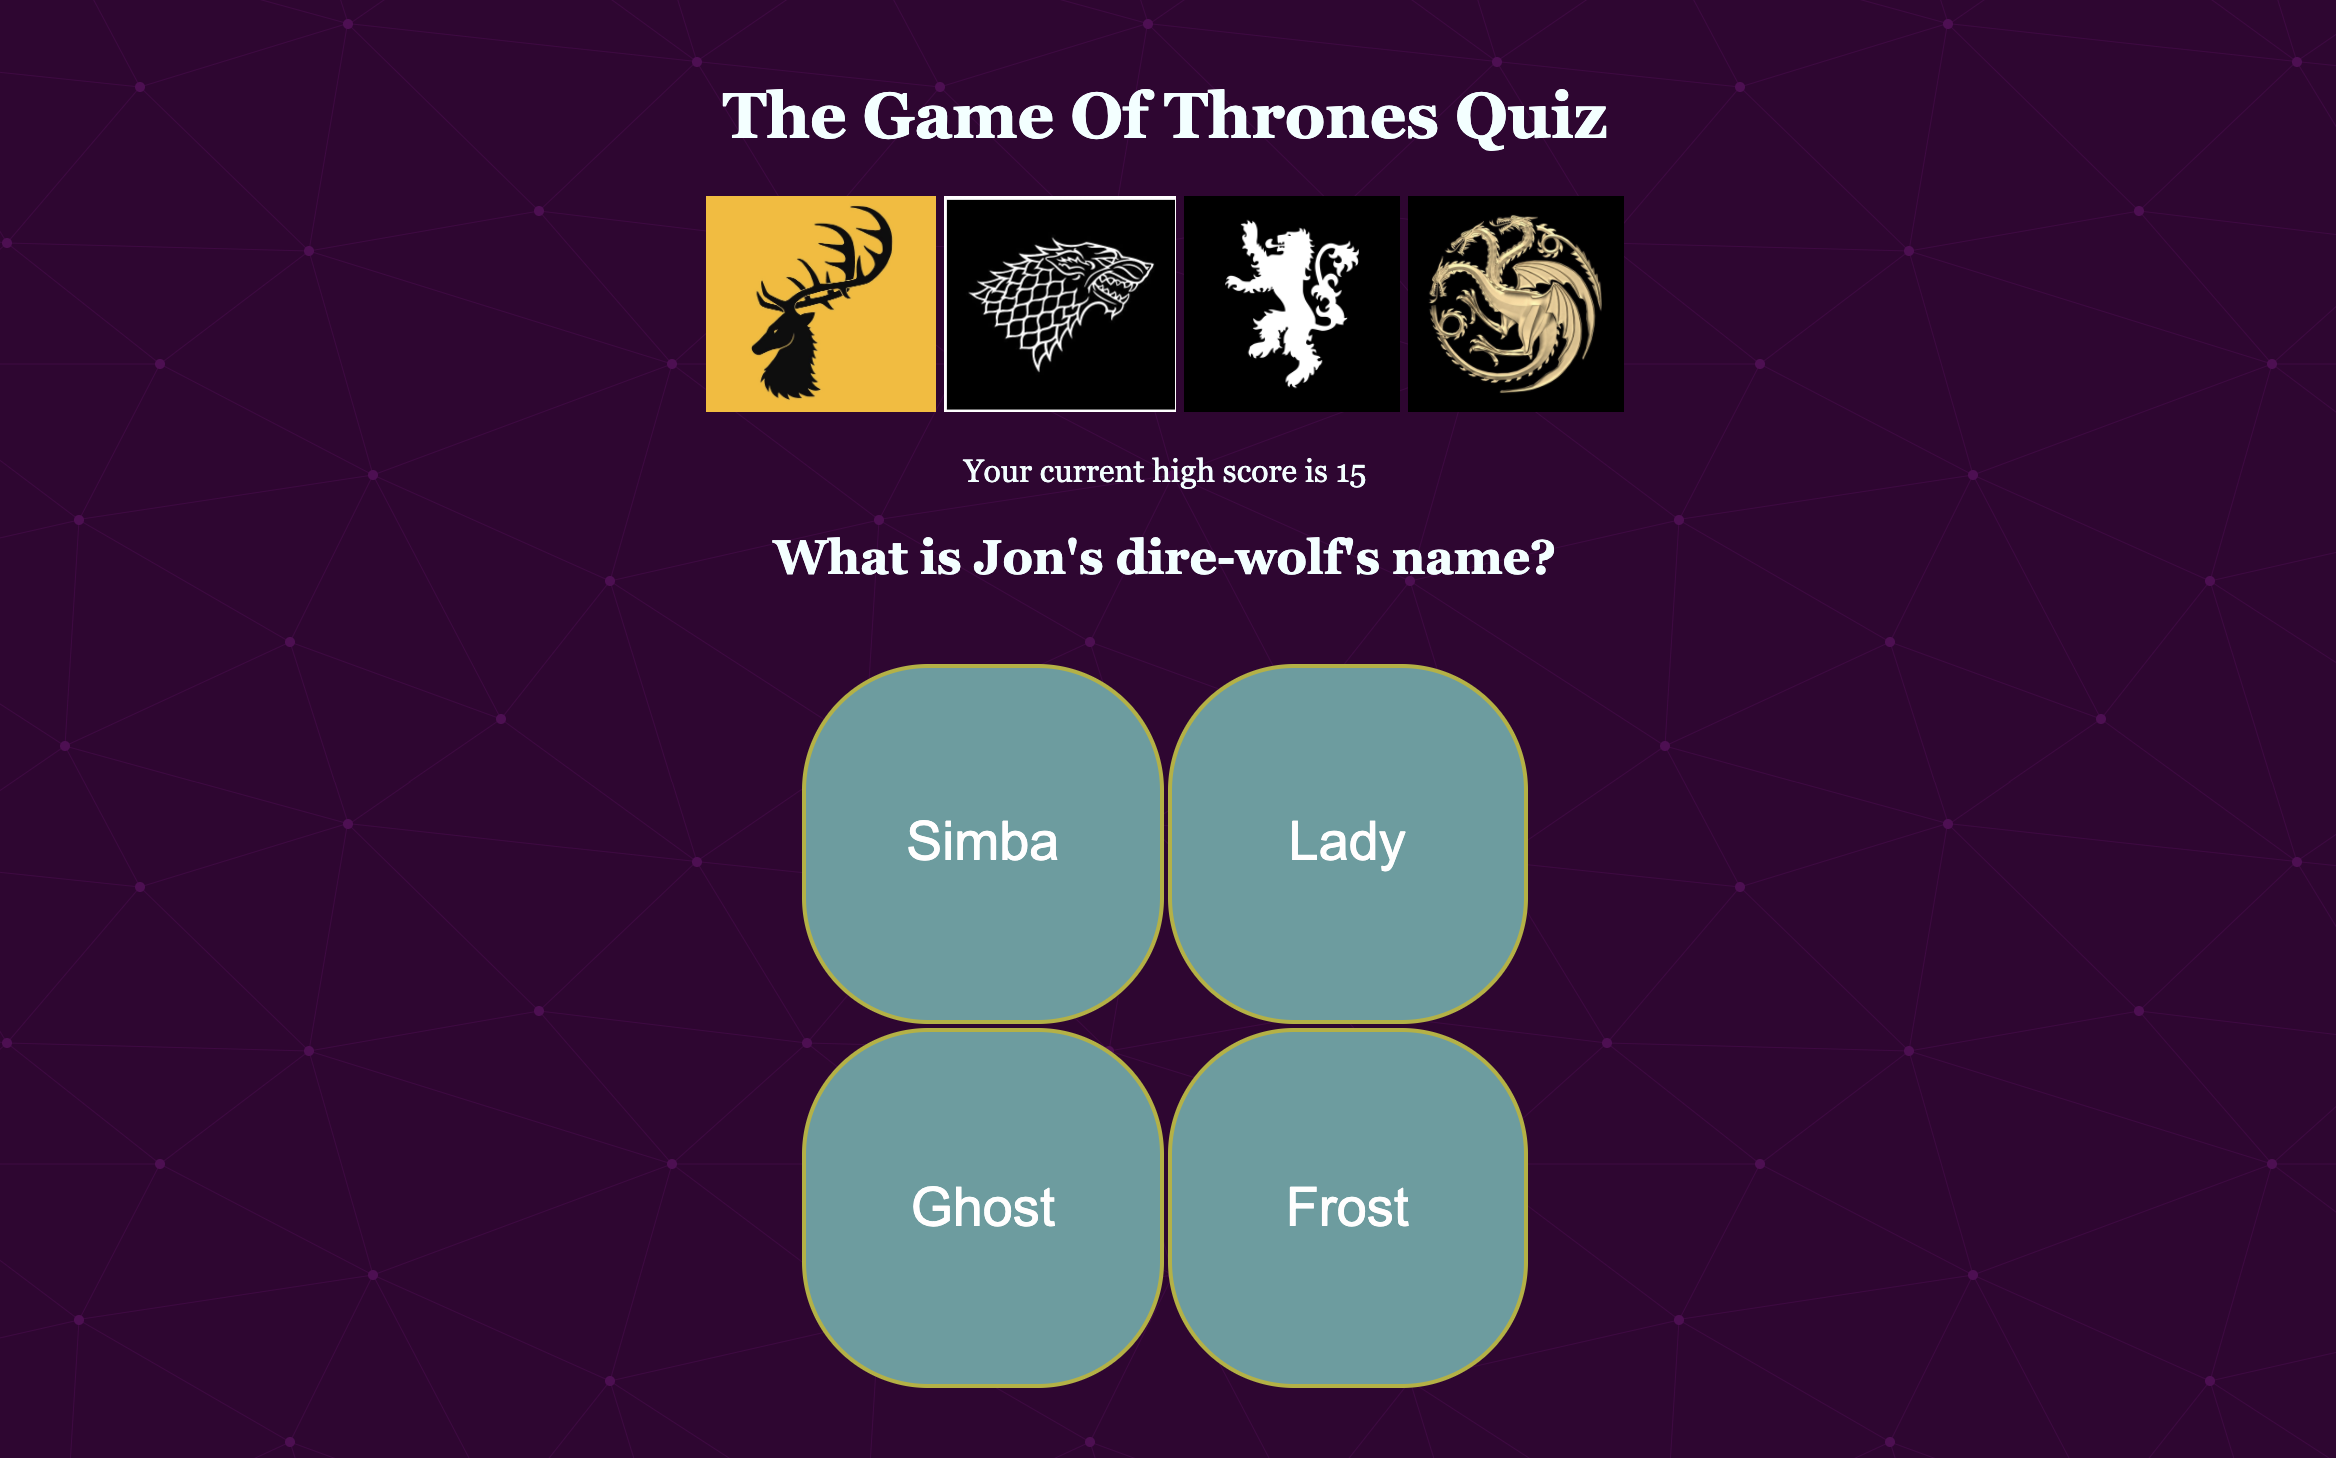 The Game Of Thrones Quiz
Your current high score is 15
What is Jon's dire-wolf's name?
Simba
Lady
Ghost
Frost